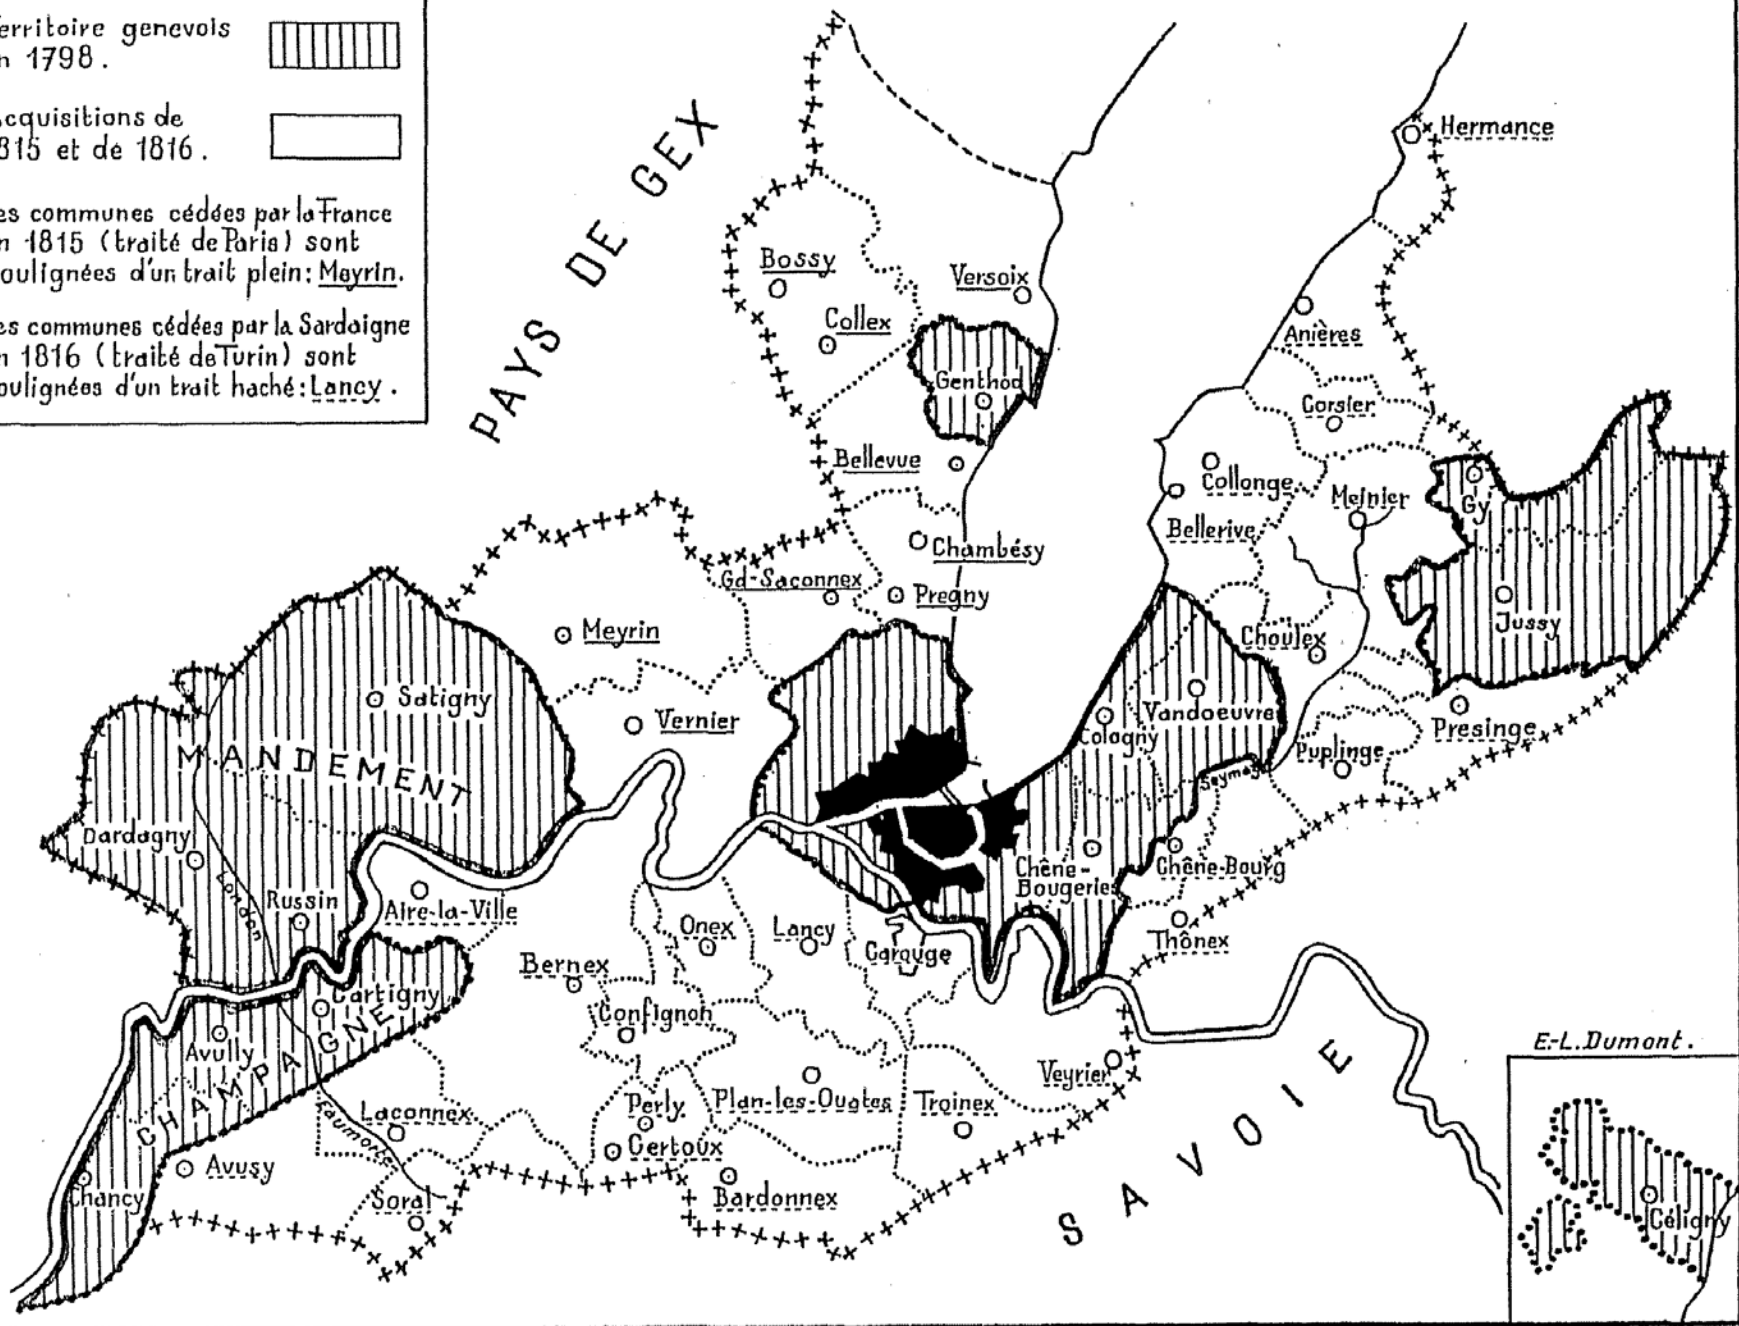 erritoire genevois
n 1798.
cquisitions de
815 et de 1816.
es communes cédées par la France
n 1815 (traité de Paris) sont
oulignées d'un trait plein: Meyrin.
es communes cédées par la Sardaigne
n 1816 (traité de Turin) sont
oulignées d'un trait haché: Lancy.
PAYS DE GEX
Hermance
Bossy
Versoix
Collex
Anières
Genthod
Corsier
Bellevue
Collonge
Bellerive
Meinier
Gy
Chambésy
Gd-Saconnex
Pregny
Jussy
Meyrin
Choulex
Satigny
Vernier
Vandoeuvre
Cologny
Presinge
Puplinge
MANDEMENT
Seymaz
Dardagny
London
Russin
Aire-la-Ville
Chêne-
Bougeries
Chêne-Bourg
Thônex
Onex
Lancy
Carouge
Bernex
Cartigny
Confignon
Avully
CHAMPAGNE
Veyrier
Laconnex
Eaumorte
Perly
Certoux
Plan-les-Ouates
Troinex
Avusy
Chancy
Soral
Bardonnex
SAVOIE
E.-L. Dumont.
Céligny